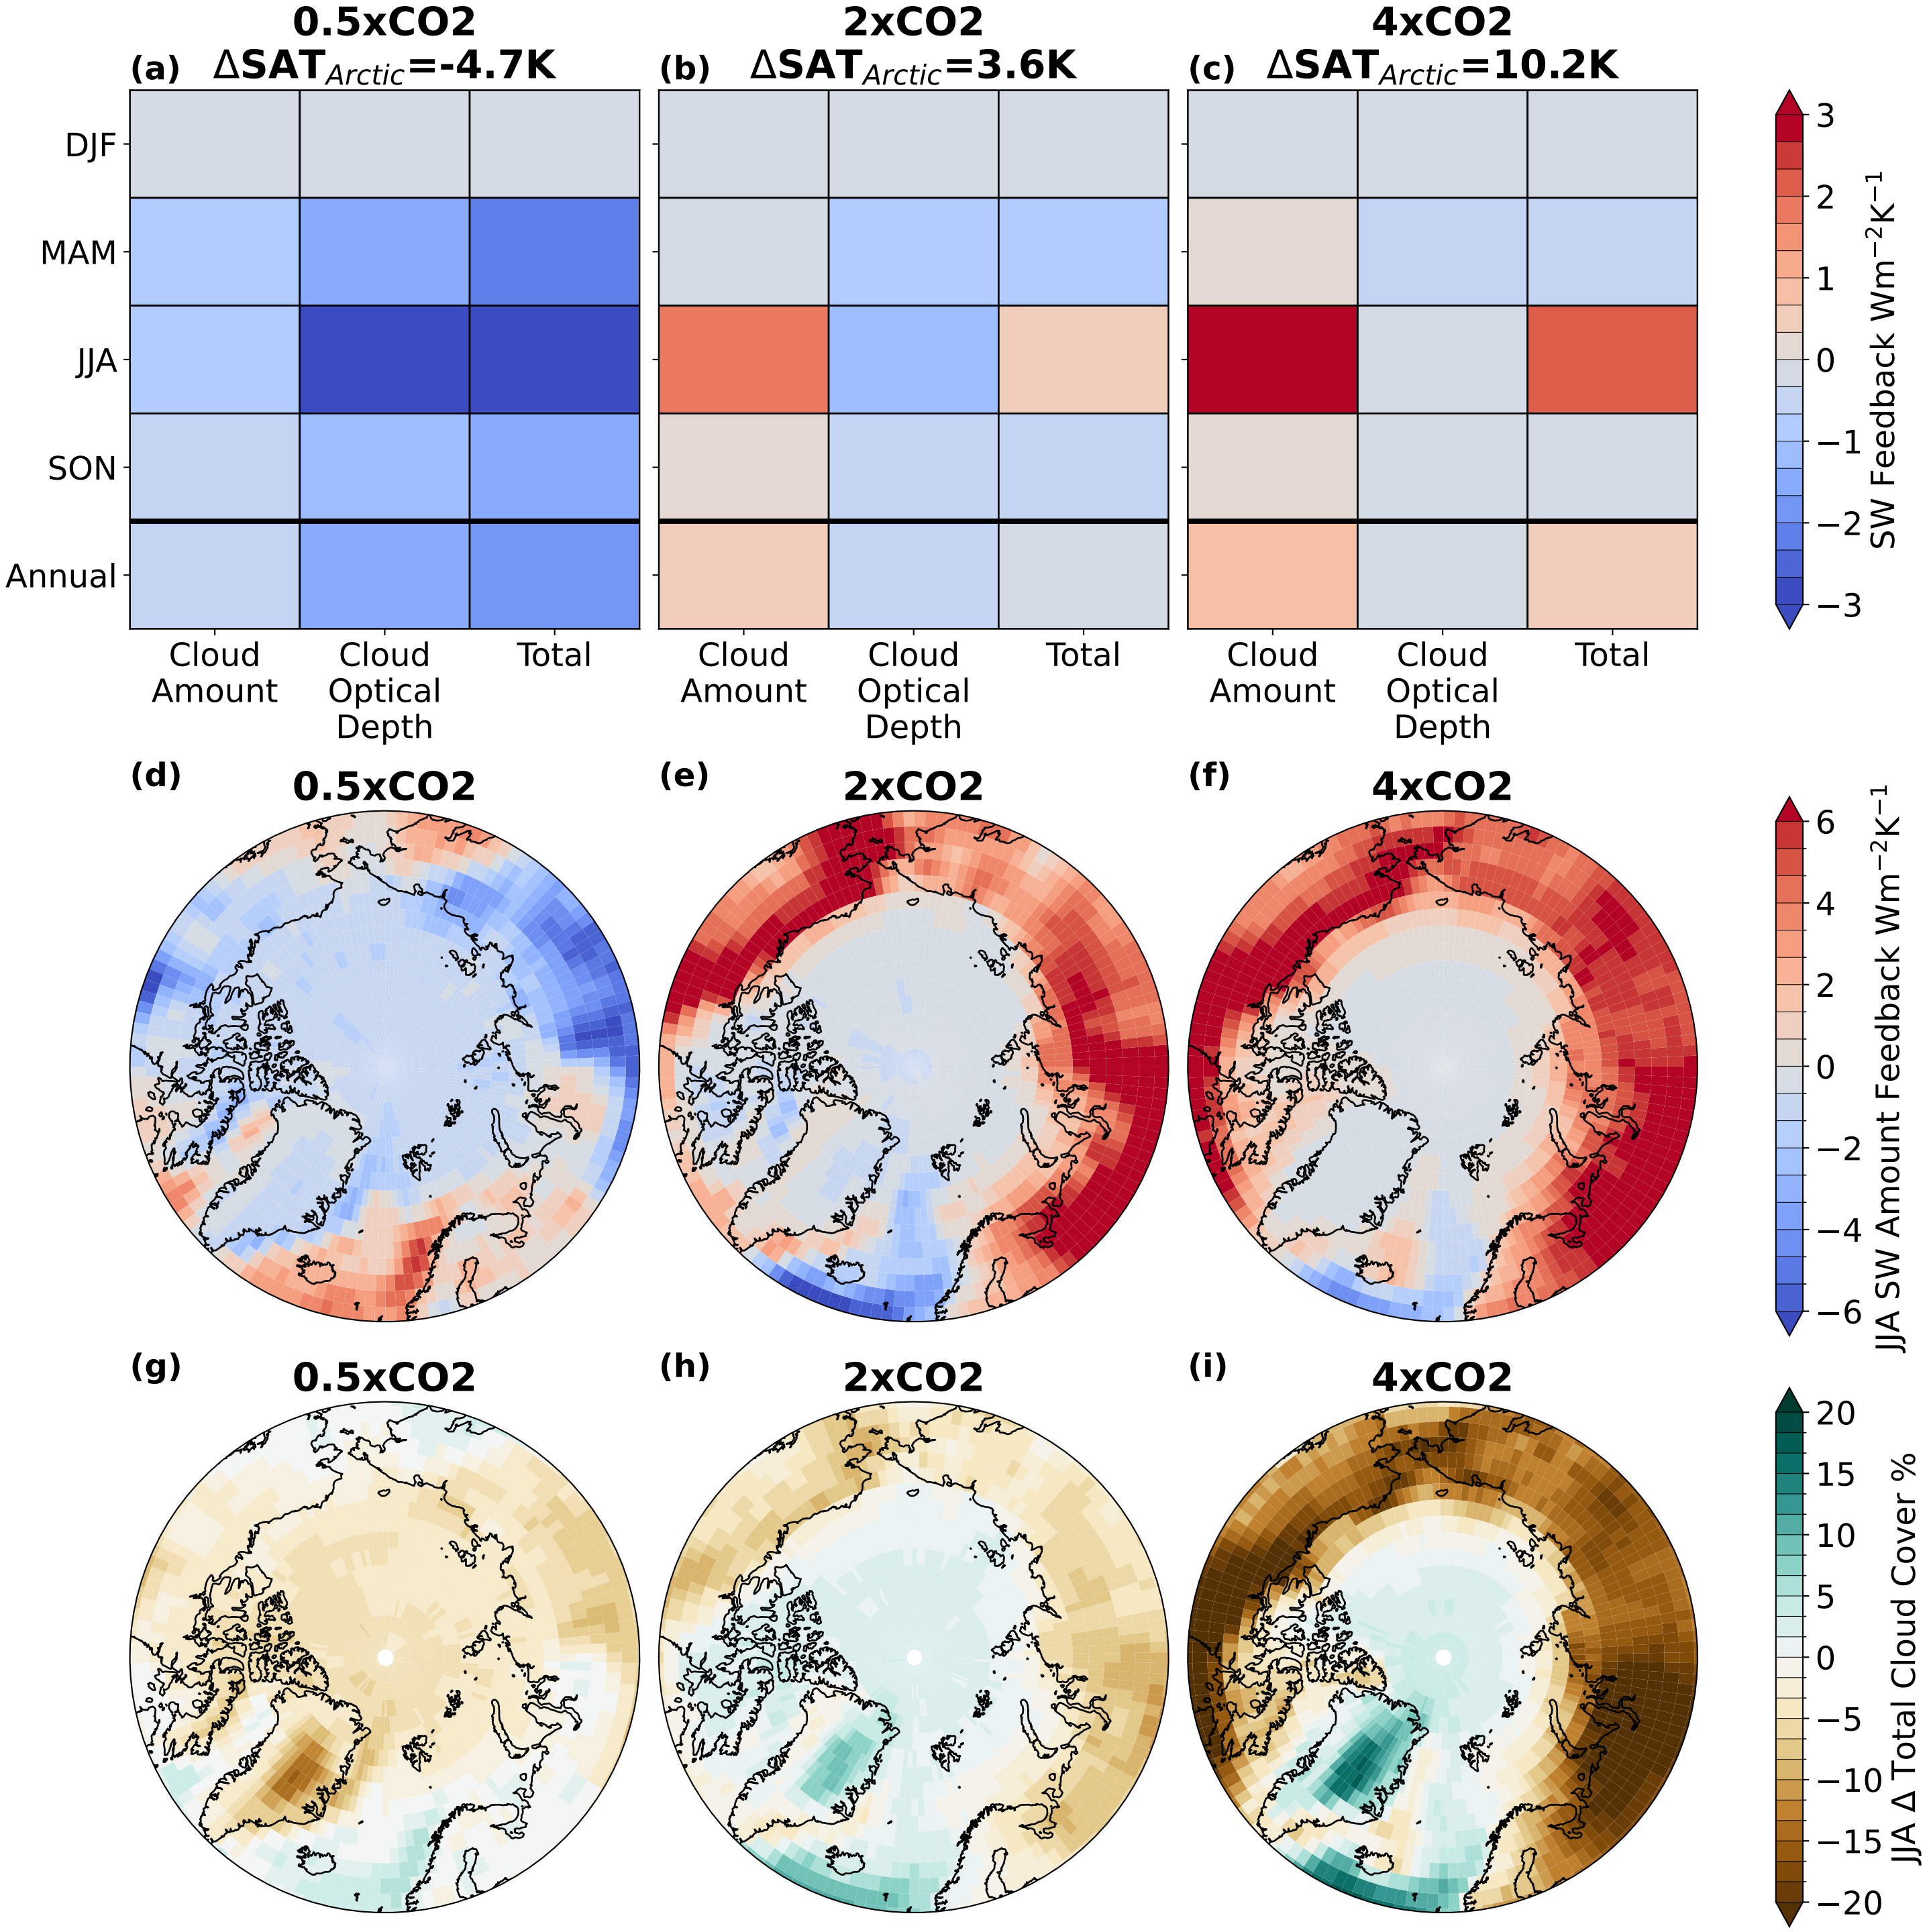 0.5xCO2
2xCO2
4xCO2
(a) ΔSAT_Arctic=-4.7K
(b) ΔSAT_Arctic=3.6K
(c) ΔSAT_Arctic=10.2K
DJF
MAM
JJA
SON
Annual
Cloud
Amount
Cloud
Optical
Depth
Total
Cloud
Amount
Cloud
Optical
Depth
Total
Cloud
Amount
Cloud
Optical
Depth
Total
3
2
1
0
−1
−2
−3
SW Feedback Wm⁻²K⁻¹
(d) 0.5xCO2
(e) 2xCO2
(f) 4xCO2
6
4
2
0
−2
−4
−6
JJA SW Amount Feedback Wm⁻²K⁻¹
(g) 0.5xCO2
(h) 2xCO2
(i) 4xCO2
20
15
10
5
0
−5
−10
−15
−20
JJA Δ Total Cloud Cover %